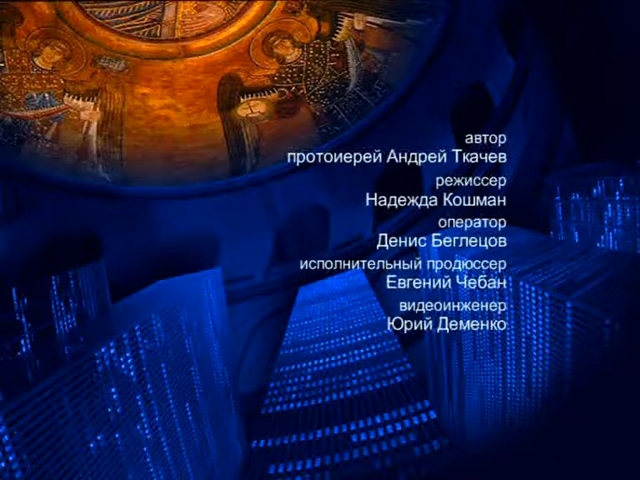 автор
протоиерей Андрей Ткачев
режиссер
Надежда Кошман
оператор
Денис Беглецов
исполнительный продюссер
Евгений Чебан
видеоинженер
Юрий Деменко